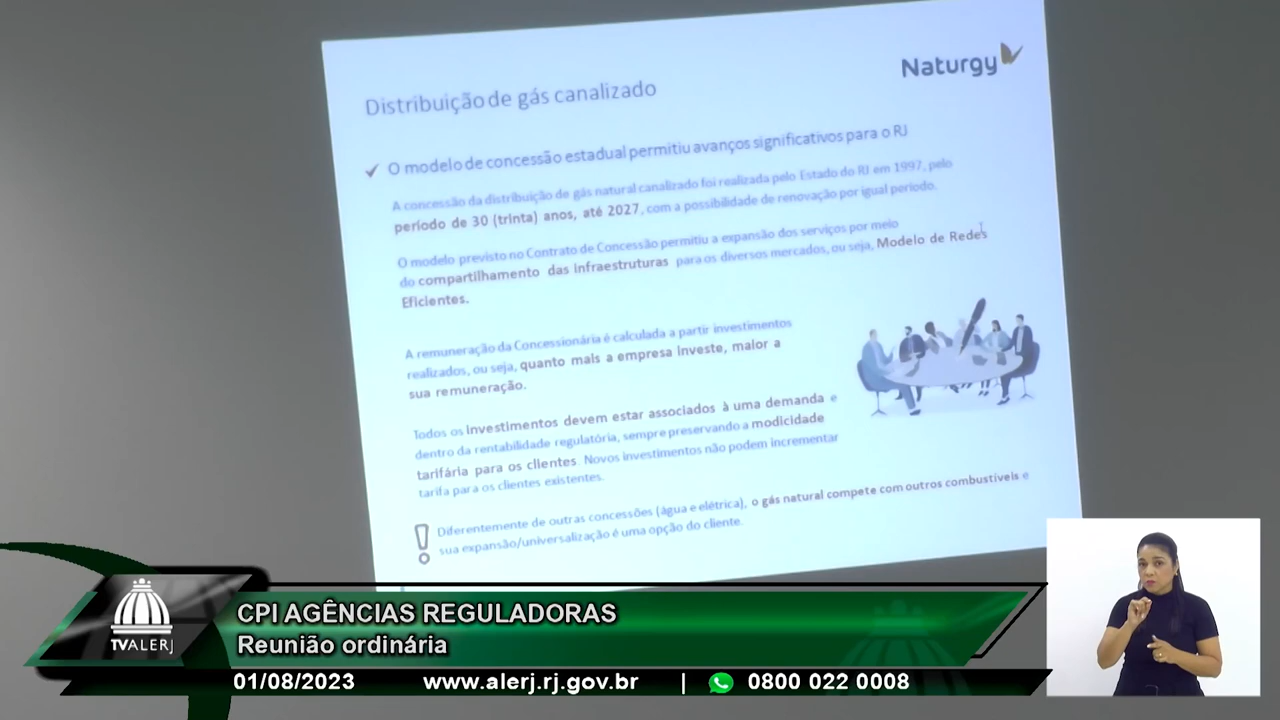 Naturgy
Distribuição de gás canalizado
✓ O modelo de concessão estadual permitiu avanços significativos para o RJ
A concessão da distribuição de gás natural canalizado foi realizada pelo Estado do RJ em 1997, pelo
período de 30 (trinta) anos, até 2027, com a possibilidade de renovação por igual período.
O modelo previsto no Contrato de Concessão permitiu a expansão dos serviços por meio
do compartilhamento das infraestruturas para os diversos mercados, ou seja, Modelo de Redes
Eficientes.
A remuneração da Concessionária é calculada a partir investimentos
realizados, ou seja, quanto mais a empresa investe, maior a
sua remuneração.
Todos os investimentos devem estar associados à uma demanda e
dentro da rentabilidade regulatória, sempre preservando a modicidade
tarifária para os clientes. Novos investimentos não podem incrementar
tarifa para os clientes existentes.
Diferentemente de outras concessões (água e elétrica), o gás natural compete com outros combustíveis e
sua expansão/universalização é uma opção do cliente.
TVALERJ
CPI AGÊNCIAS REGULADORAS
Reunião ordinária
01/08/2023 www.alerj.rj.gov.br | 0800 022 0008